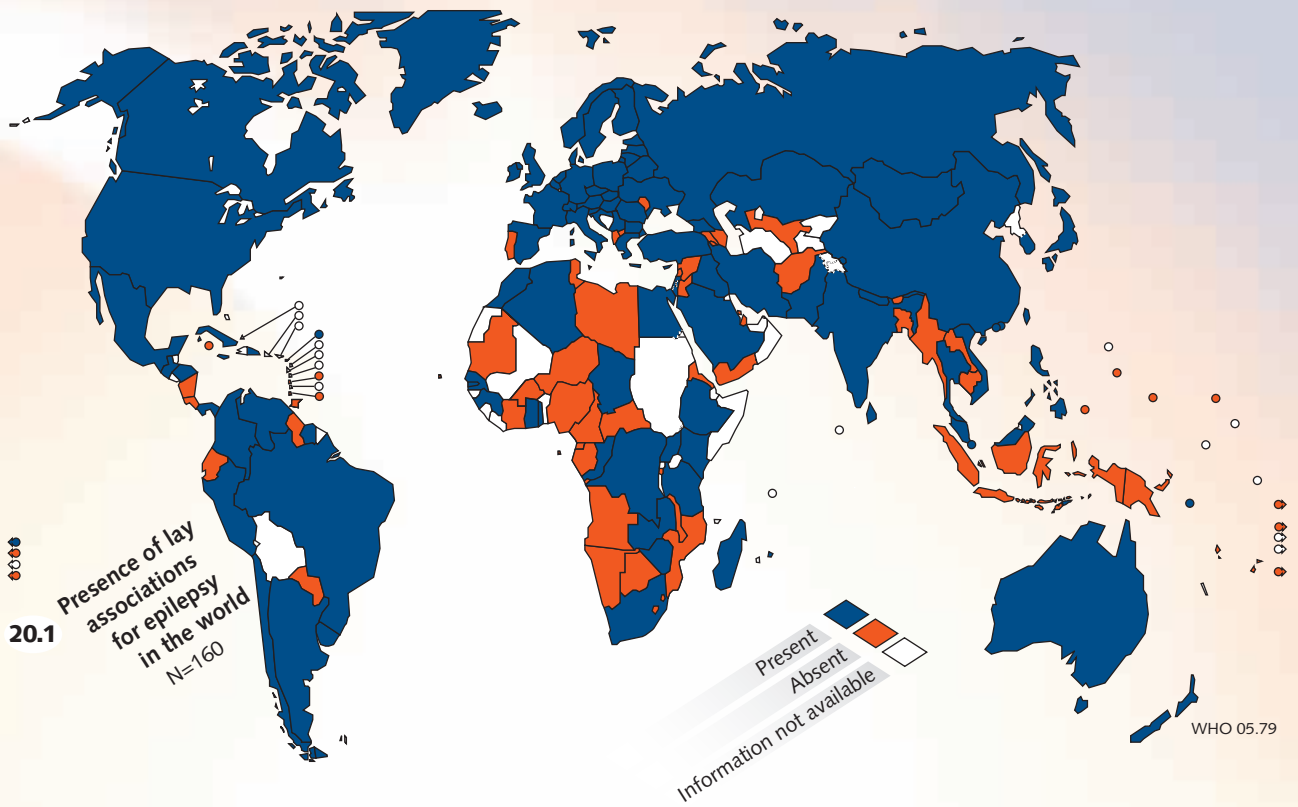 Presence of lay
associations
for epilepsy
in the world
N=160
20.1
Present
Absent
Information not available
WHO 05.79